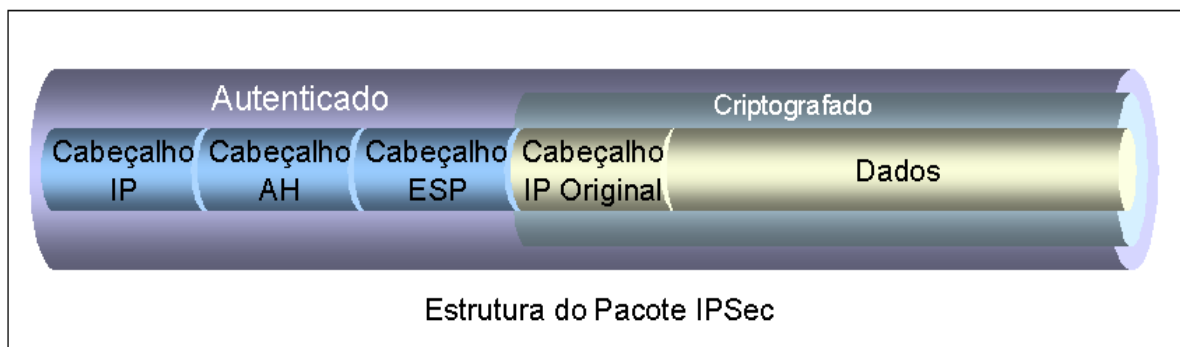 Autenticado
Criptografado
Cabeçalho IP
Cabeçalho AH
Cabeçalho ESP
Cabeçalho IP Original
Dados
Estrutura do Pacote IPSec